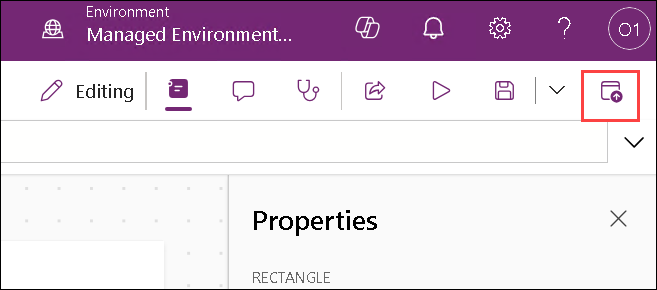 Environment
Managed Environment...
?
O1
Editing
Properties
RECTANGLE